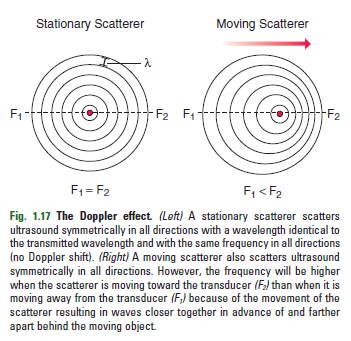 Stationary Scatterer Moving Scatterer
λ
F1 F2 F1 F2
F1 = F2 F1 < F2
Fig. 1.17 The Doppler effect. (Left) A stationary scatterer scatters
ultrasound symmetrically in all directions with a wavelength identical to
the transmitted wavelength and with the same frequency in all directions
(no Doppler shift). (Right) A moving scatterer also scatters ultrasound
symmetrically in all directions. However, the frequency will be higher
when the scatterer is moving toward the transducer (F2) than when it is
moving away from the transducer (F1) because of the movement of the
scatterer resulting in waves closer together in advance of and farther
apart behind the moving object.